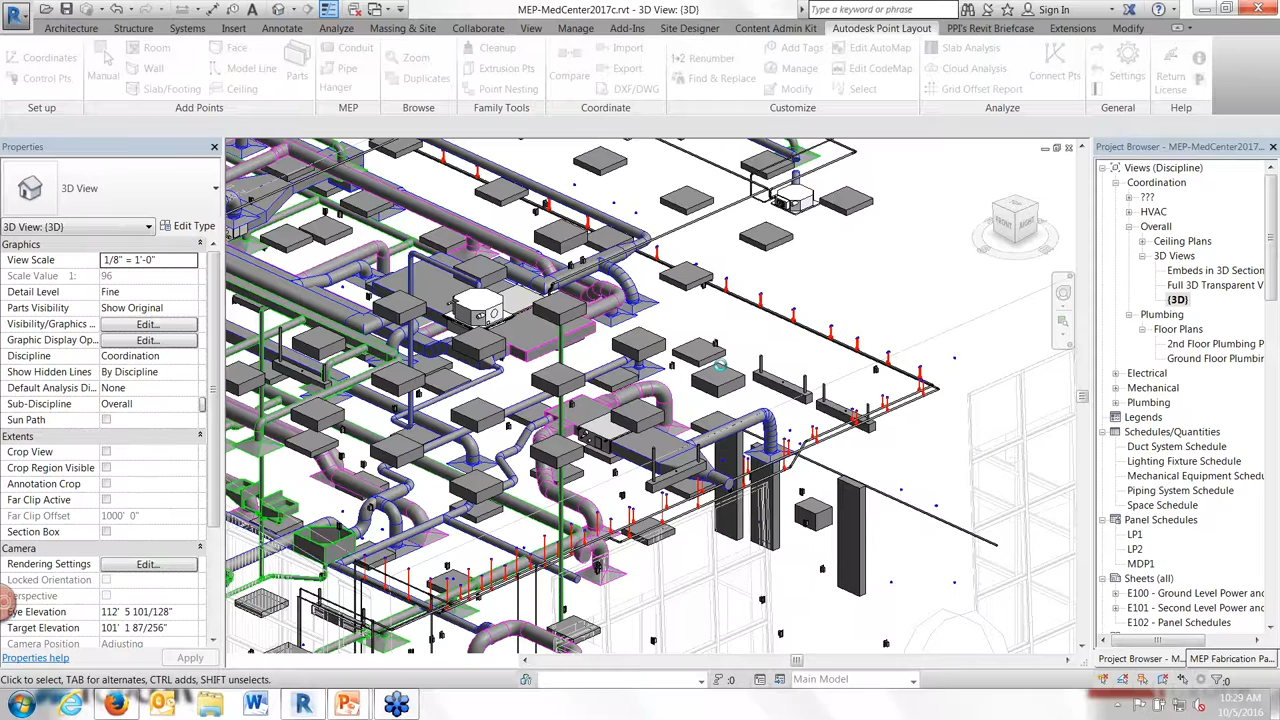 MEP-MedCenter2017c.rvt - 3D View: {3D}
Type a keyword or phrase
Sign In
Architecture Structure Systems Insert Annotate Analyze Massing & Site Collaborate View Manage Add-Ins Site Designer Content Admin Kit Autodesk Point Layout PPI's Revit Briefcase Extensions Modify
Coordinates
Control Pts
Set up
Manual
Room
Wall
Slab/Footing
Face
Model Line
Ceiling
Parts
Add Points
Conduit
Pipe
Hanger
MEP
Zoom
Duplicates
Browse
Cleanup
Extrusion Pts
Point Nesting
Family Tools
Compare
Import
Export
DXF/DWG
Coordinate
Renumber
Find & Replace
Add Tags
Manage
Modify
Edit AutoMap
Edit CodeMap
Select
Customize
Slab Analysis
Cloud Analysis
Grid Offset Report
Connect Pts
Analyze
Settings
General
Return License
Help
Properties
3D View
3D View: {3D}
Edit Type
Graphics
View Scale 1/8" = 1'-0"
Scale Value 1: 96
Detail Level Fine
Parts Visibility Show Original
Visibility/Graphics ... Edit...
Graphic Display Op... Edit...
Discipline Coordination
Show Hidden Lines By Discipline
Default Analysis Di... None
Sub-Discipline Overall
Sun Path
Extents
Crop View
Crop Region Visible
Annotation Crop
Far Clip Active
Far Clip Offset 1000' 0"
Section Box
Camera
Rendering Settings Edit...
Locked Orientation
Perspective
Eye Elevation 112' 5 101/128"
Target Elevation 101' 1 87/256"
Camera Position Adjusting
Properties help
Apply
FRONT
RIGHT
Project Browser - MEP-MedCenter2017...
Views (Discipline)
Coordination
???
HVAC
Overall
Ceiling Plans
3D Views
Embeds in 3D Section
Full 3D Transparent V
{3D}
Plumbing
Floor Plans
2nd Floor Plumbing P
Ground Floor Plumbin
Electrical
Mechanical
Plumbing
Legends
Schedules/Quantities
Duct System Schedule
Lighting Fixture Schedule
Mechanical Equipment Schedule
Piping System Schedule
Space Schedule
Panel Schedules
LP1
LP2
MDP1
Sheets (all)
E100 - Ground Level Power and
E101 - Second Level Power and
E102 - Panel Schedules
Project Browser - M...
MEP Fabrication Pa...
Click to select, TAB for alternates, CTRL adds, SHIFT unselects.
:0
Main Model
:0
10:29 AM
10/5/2016